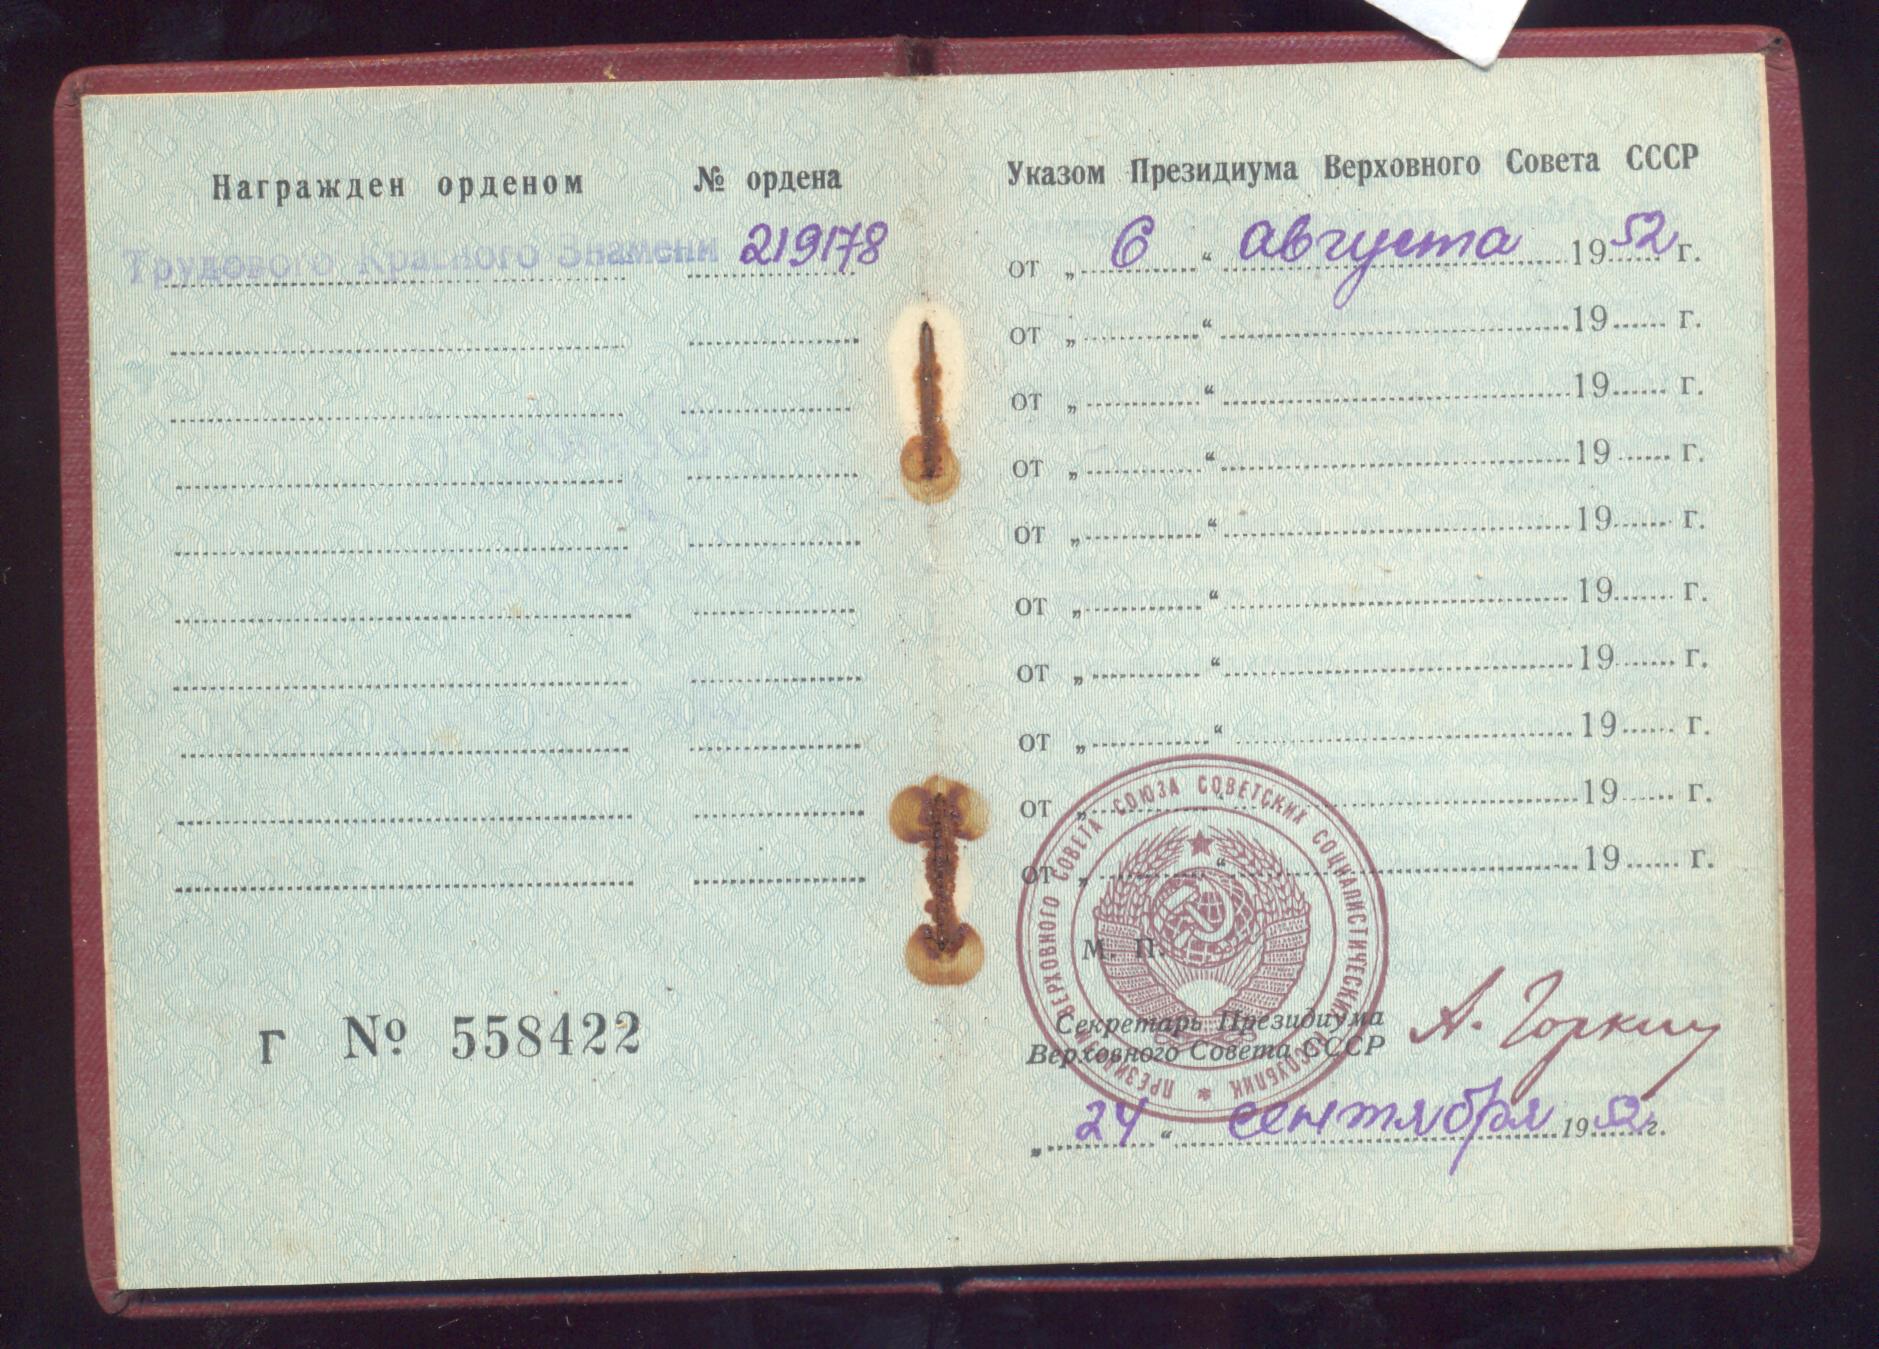 Награжден орденом № ордена
Трудового Красного Знамени 219178
г № 558422
Указом Президиума Верховного Совета СССР
от „ 6 “ августа 1952 г.
от „ “ 19 г.
от „ “ 19 г.
от „ “ 19 г.
от „ “ 19 г.
от „ “ 19 г.
от „ “ 19 г.
от „ “ 19 г.
от „ “ 19 г.
от „ “ 19 г.
ПРЕЗИДИУМ ВЕРХОВНОГО СОВЕТА СОЮЗА СОВЕТСКИХ СОЦИАЛИСТИЧЕСКИХ РЕСПУБЛИК
М. П.
Секретарь Президиума
Верховного Совета СССР А. Горкин
„ 24 “ сентября 1952 г.